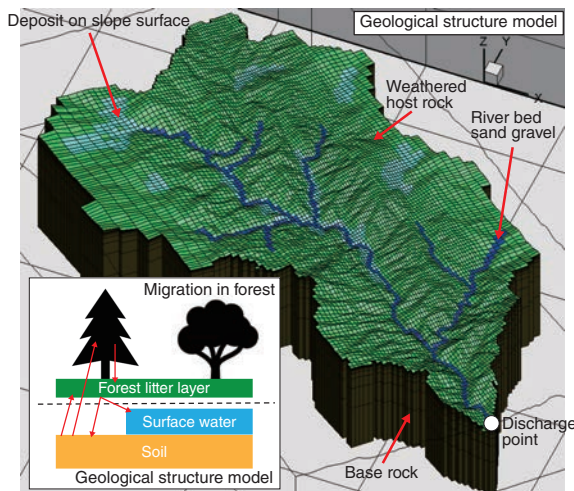 Deposit on slope surface
Geological structure model
Z
Y
X
Weathered
host rock
River bed
sand gravel
Migration in forest
Forest litter layer
Surface water
Soil
Geological structure model
Discharge
point
Base rock